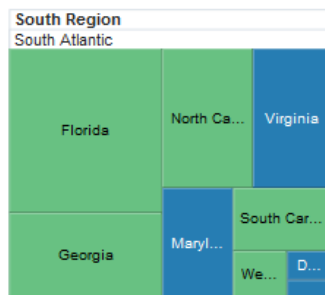 South Region
South Atlantic
Florida
North Ca...
Virginia
Georgia
Maryl...
South Car...
We...
D...